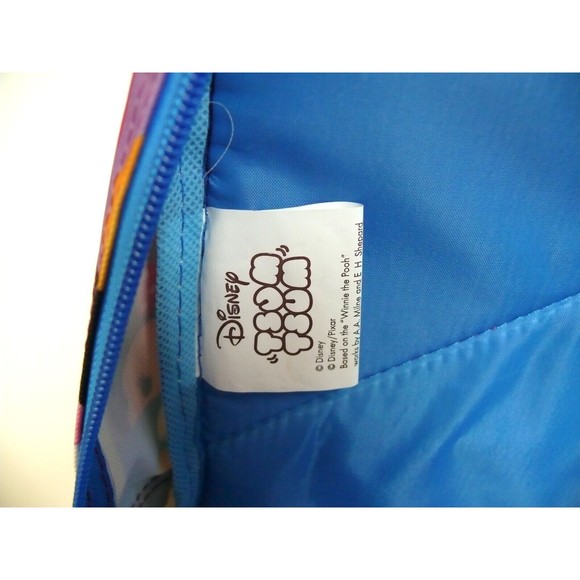 Disney
TSUM
TSUM
© Disney
© Disney/Pixar
Based on the "Winnie the Pooh"
works by A.A. Milne and E. H. Shepard